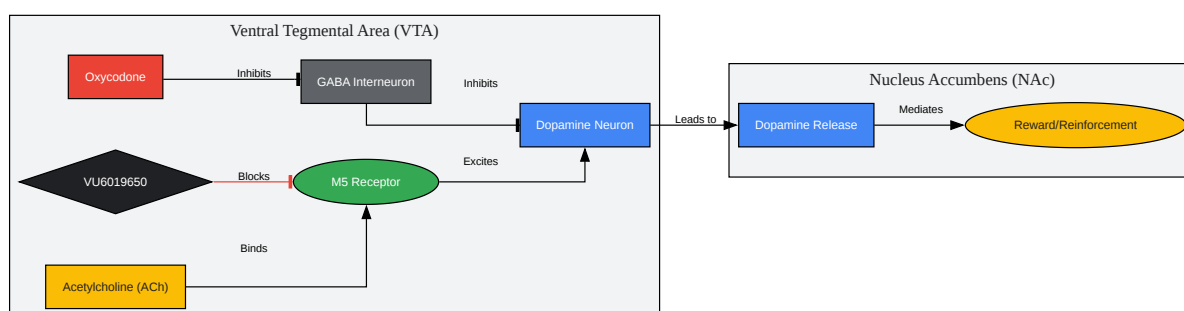 Ventral Tegmental Area (VTA)
Oxycodone
Inhibits
GABA Interneuron
Inhibits
Dopamine Neuron
Leads to
Nucleus Accumbens (NAc)
Dopamine Release
Mediates
Reward/Reinforcement
VU6019650
Blocks
M5 Receptor
Excites
Binds
Acetylcholine (ACh)